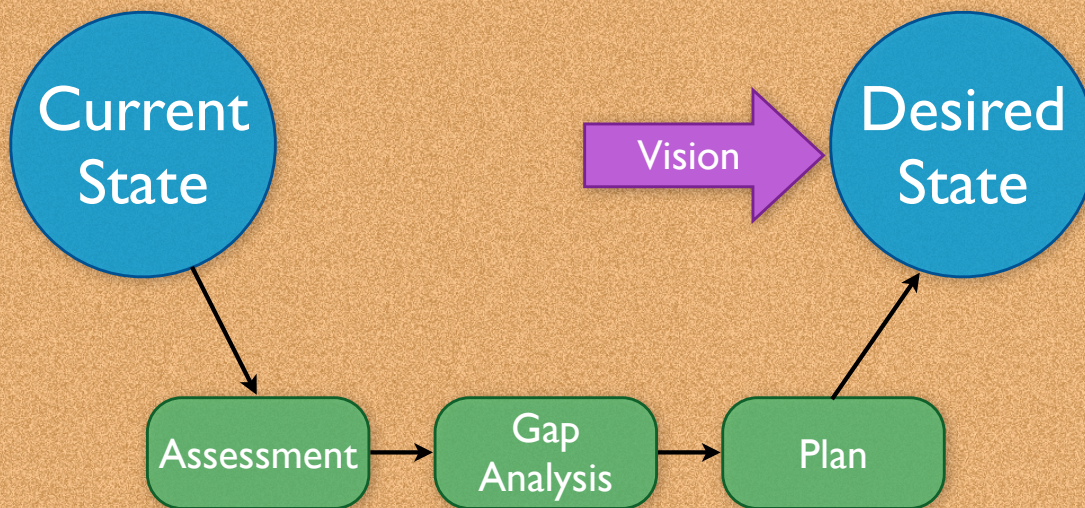 Current
State
Vision
Desired
State
Assessment
Gap
Analysis
Plan